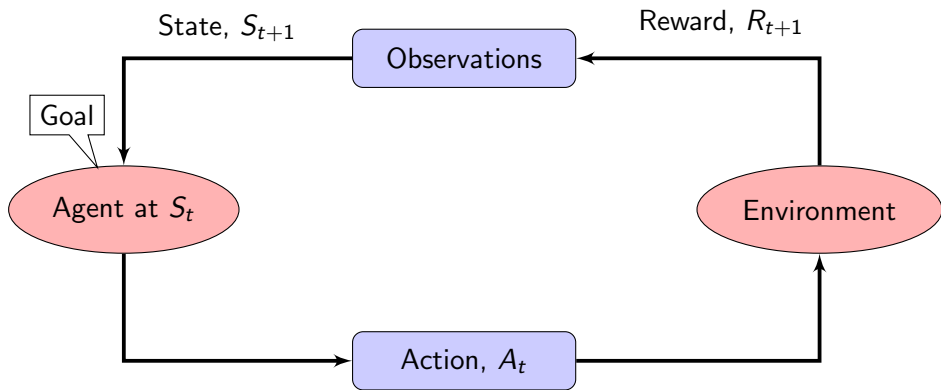 State, S_{t+1}
Reward, R_{t+1}
Observations
Goal
Agent at S_t
Environment
Action, A_t